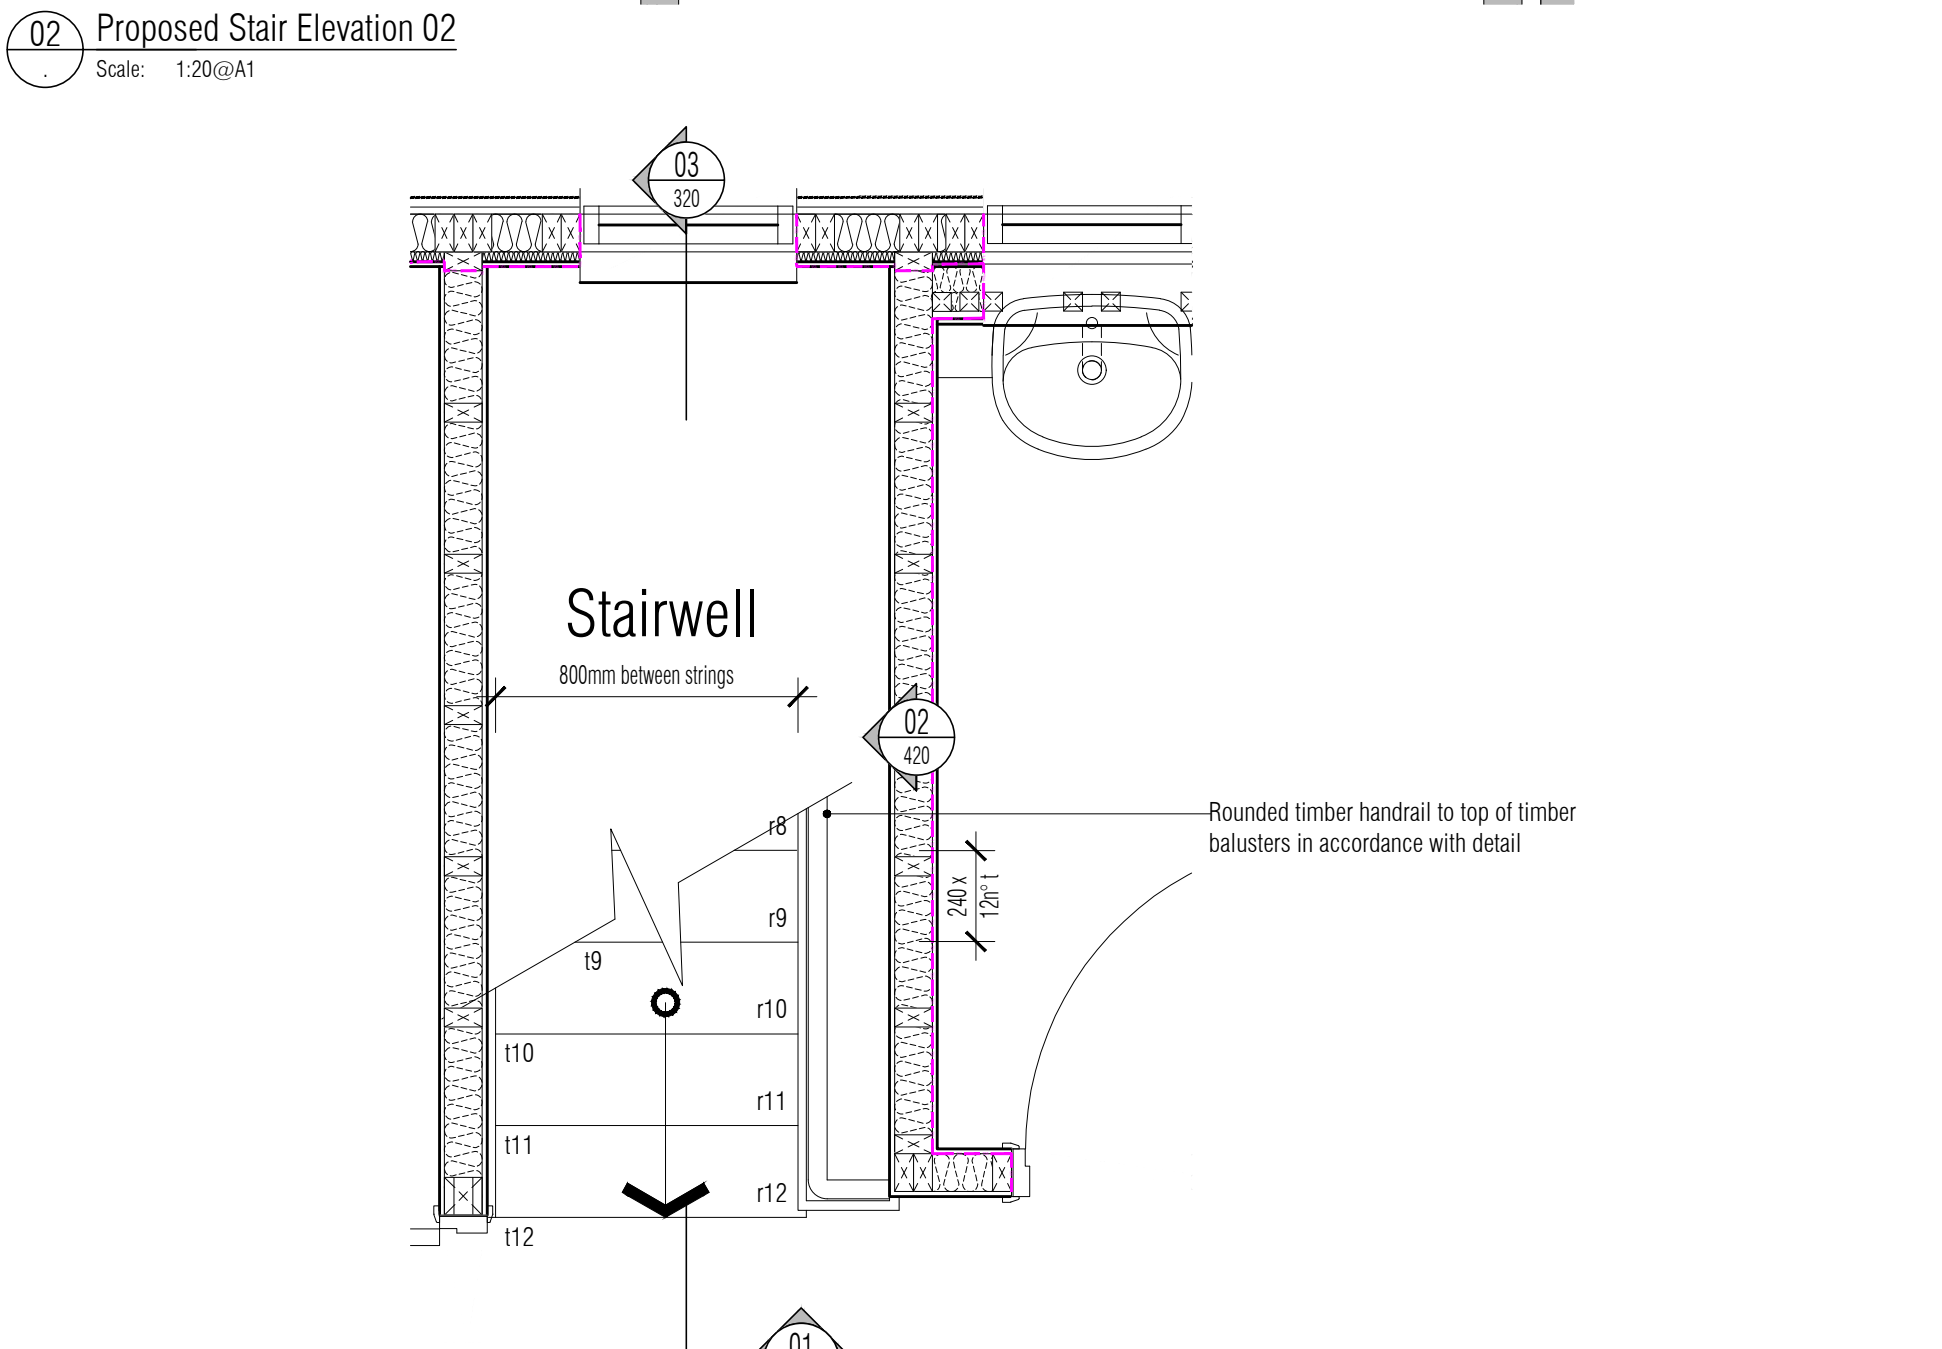 02
Proposed Stair Elevation 02
.
Scale: 1:20@A1
03
320
Stairwell
800mm between strings
02
420
r8
Rounded timber handrail to top of timber
balusters in accordance with detail
240 x
12nº t
r9
t9
r10
t10
r11
t11
r12
t12
01